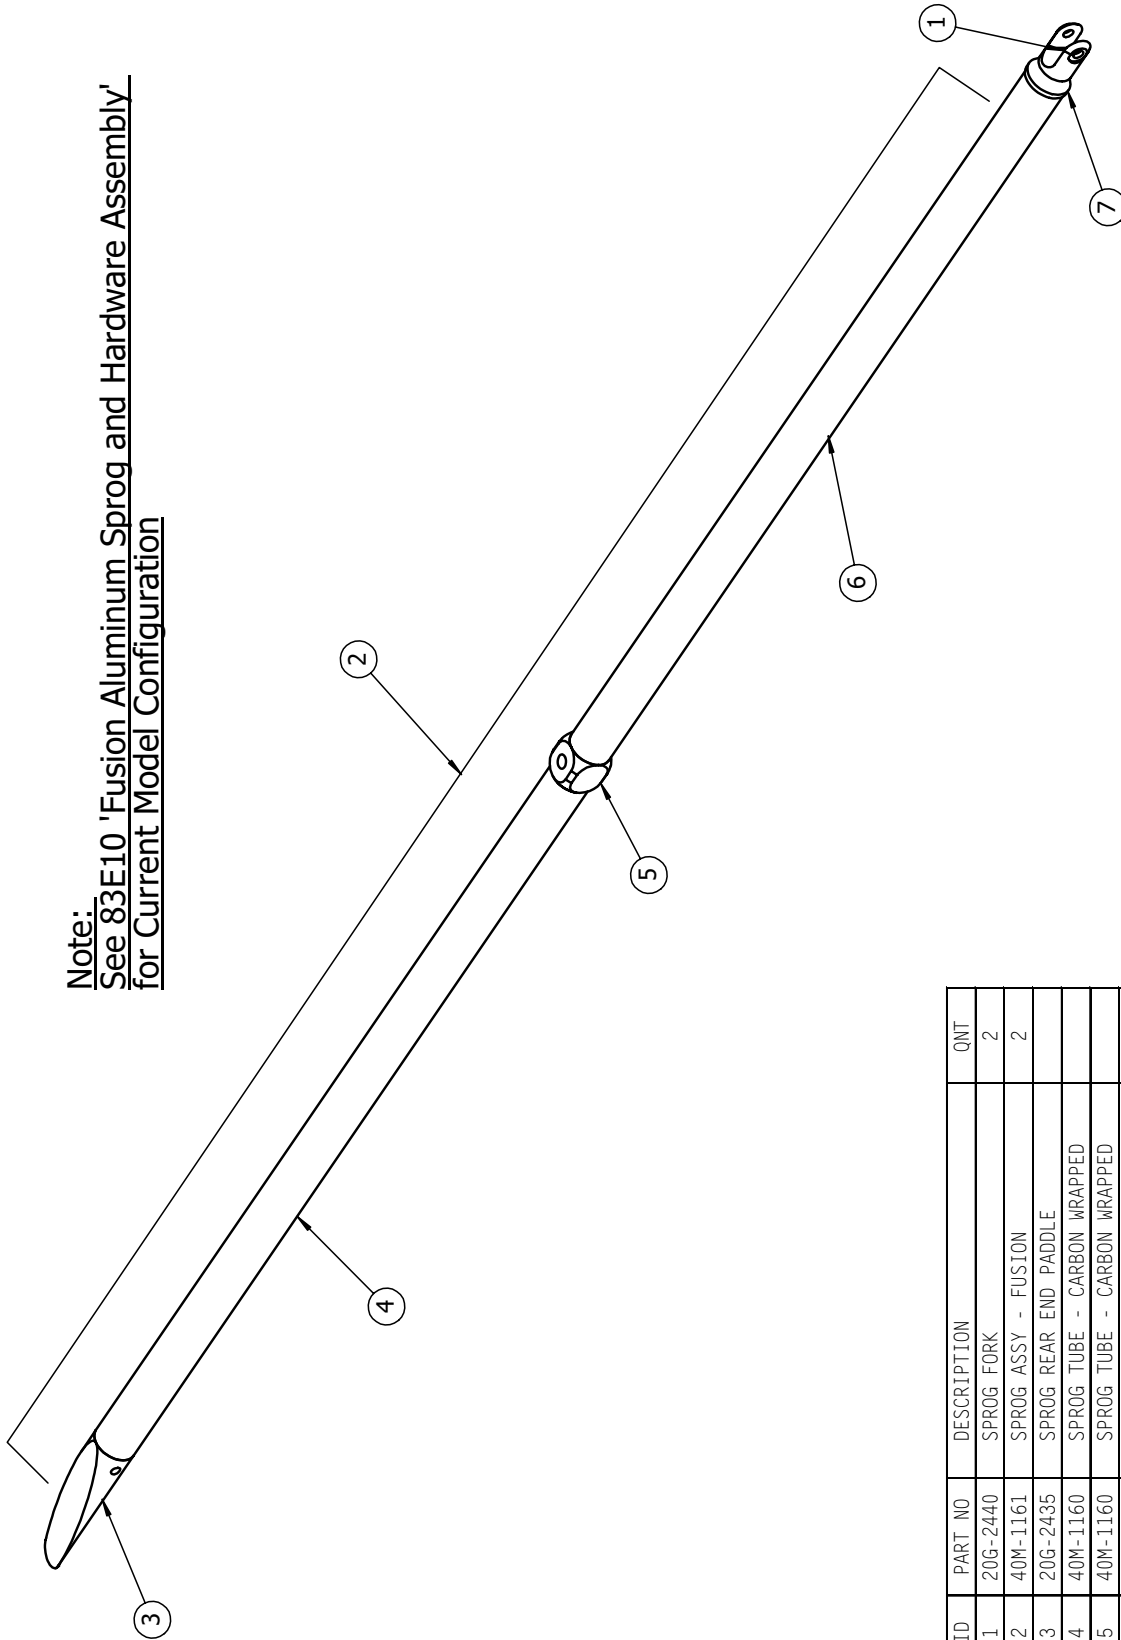 Note:
See 83E10 'Fusion Aluminum Sprog and Hardware Assembly'
for Current Model Configuration
1
2
3
4
5
6
7
ID PART NO DESCRIPTION QNT
1 20G-2440 SPROG FORK 2
2 40M-1161 SPROG ASSY - FUSION 2
3 20G-2435 SPROG REAR END PADDLE
4 40M-1160 SPROG TUBE - CARBON WRAPPED
5 40M-1160 SPROG TUBE - CARBON WRAPPED